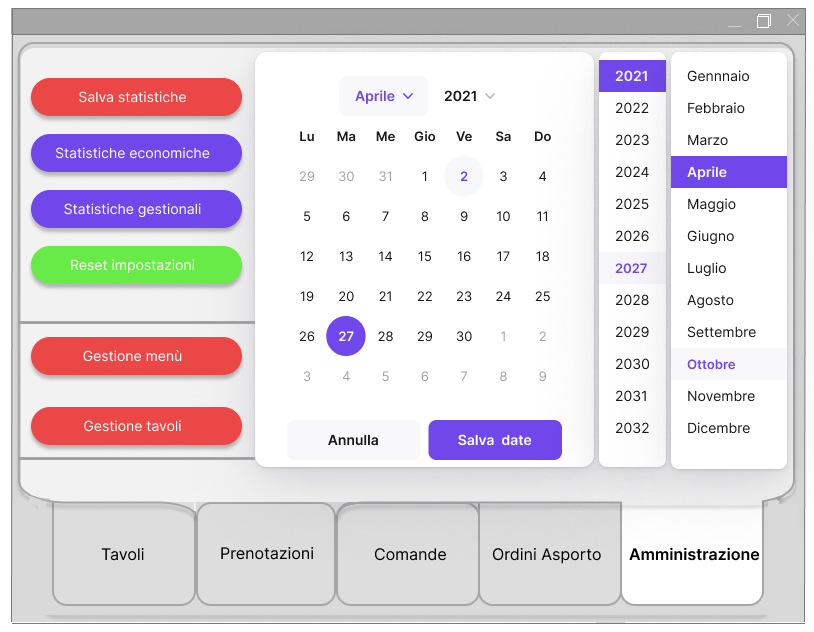 Salva statistiche
Statistiche economiche
Statistiche gestionali
Reset impostazioni
Gestione menù
Gestione tavoli
Aprile 2021
Lu Ma Me Gio Ve Sa Do
29 30 31 1 2 3 4
5 6 7 8 9 10 11
12 13 14 15 16 17 18
19 20 21 22 23 24 25
26 27 28 29 30 1 2
3 4 5 6 7 8 9
Annulla Salva date
2021
2022
2023
2024
2025
2026
2027
2028
2029
2030
2031
2032
Gennnaio
Febbraio
Marzo
Aprile
Maggio
Giugno
Luglio
Agosto
Settembre
Ottobre
Novembre
Dicembre
Tavoli Prenotazioni Comande Ordini Asporto Amministrazione